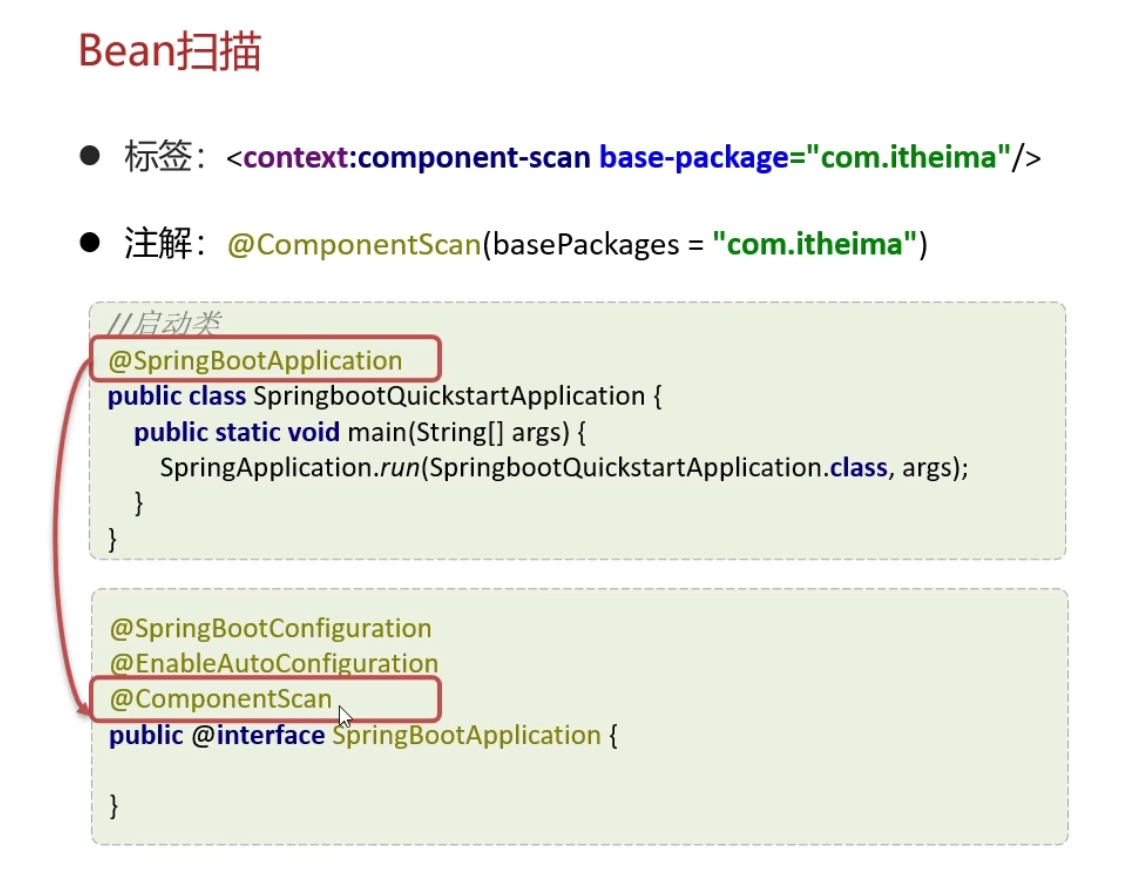 Bean扫描
● 标签：<context:component-scan base-package="com.itheima"/>
● 注解：@ComponentScan(basePackages = "com.itheima")
//启动类
@SpringBootApplication
public class SpringbootQuickstartApplication {
public static void main(String[] args) {
SpringApplication.run(SpringbootQuickstartApplication.class, args);
}
}
@SpringBootConfiguration
@EnableAutoConfiguration
@ComponentScan
public @interface SpringBootApplication {
}